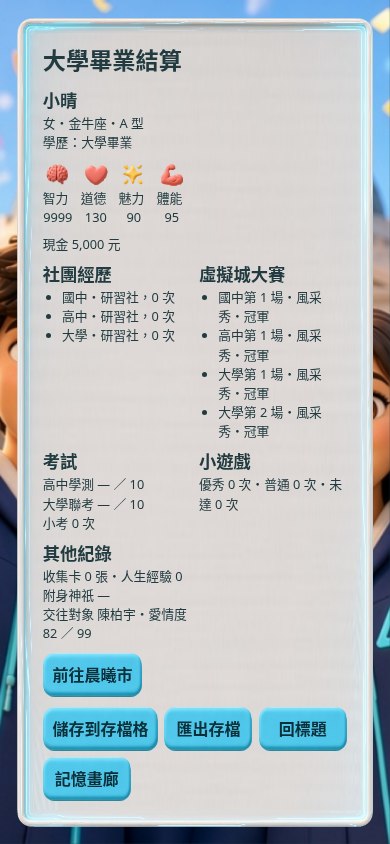 大學畢業結算
小晴
女・金牛座・A 型
學歷：大學畢業
智力 道德 魅力 體能
9999 130 90 95
現金 5,000 元
社團經歷
• 國中・研習社，0 次
• 高中・研習社，0 次
• 大學・研習社，0 次
虛擬城大賽
• 國中第 1 場・風采
秀・冠軍
• 高中第 1 場・風采
秀・冠軍
• 大學第 1 場・風采
秀・冠軍
• 大學第 2 場・風采
秀・冠軍
考試
高中學測 — ／ 10
大學聯考 — ／ 10
小考 0 次
小遊戲
優秀 0 次・普通 0 次・未
達 0 次
其他紀錄
收集卡 0 張・人生經驗 0
附身神祇 —
交往對象 陳柏宇・愛情度
82 ／ 99
前往晨曦市
儲存到存檔格 匯出存檔 回標題
記憶畫廊